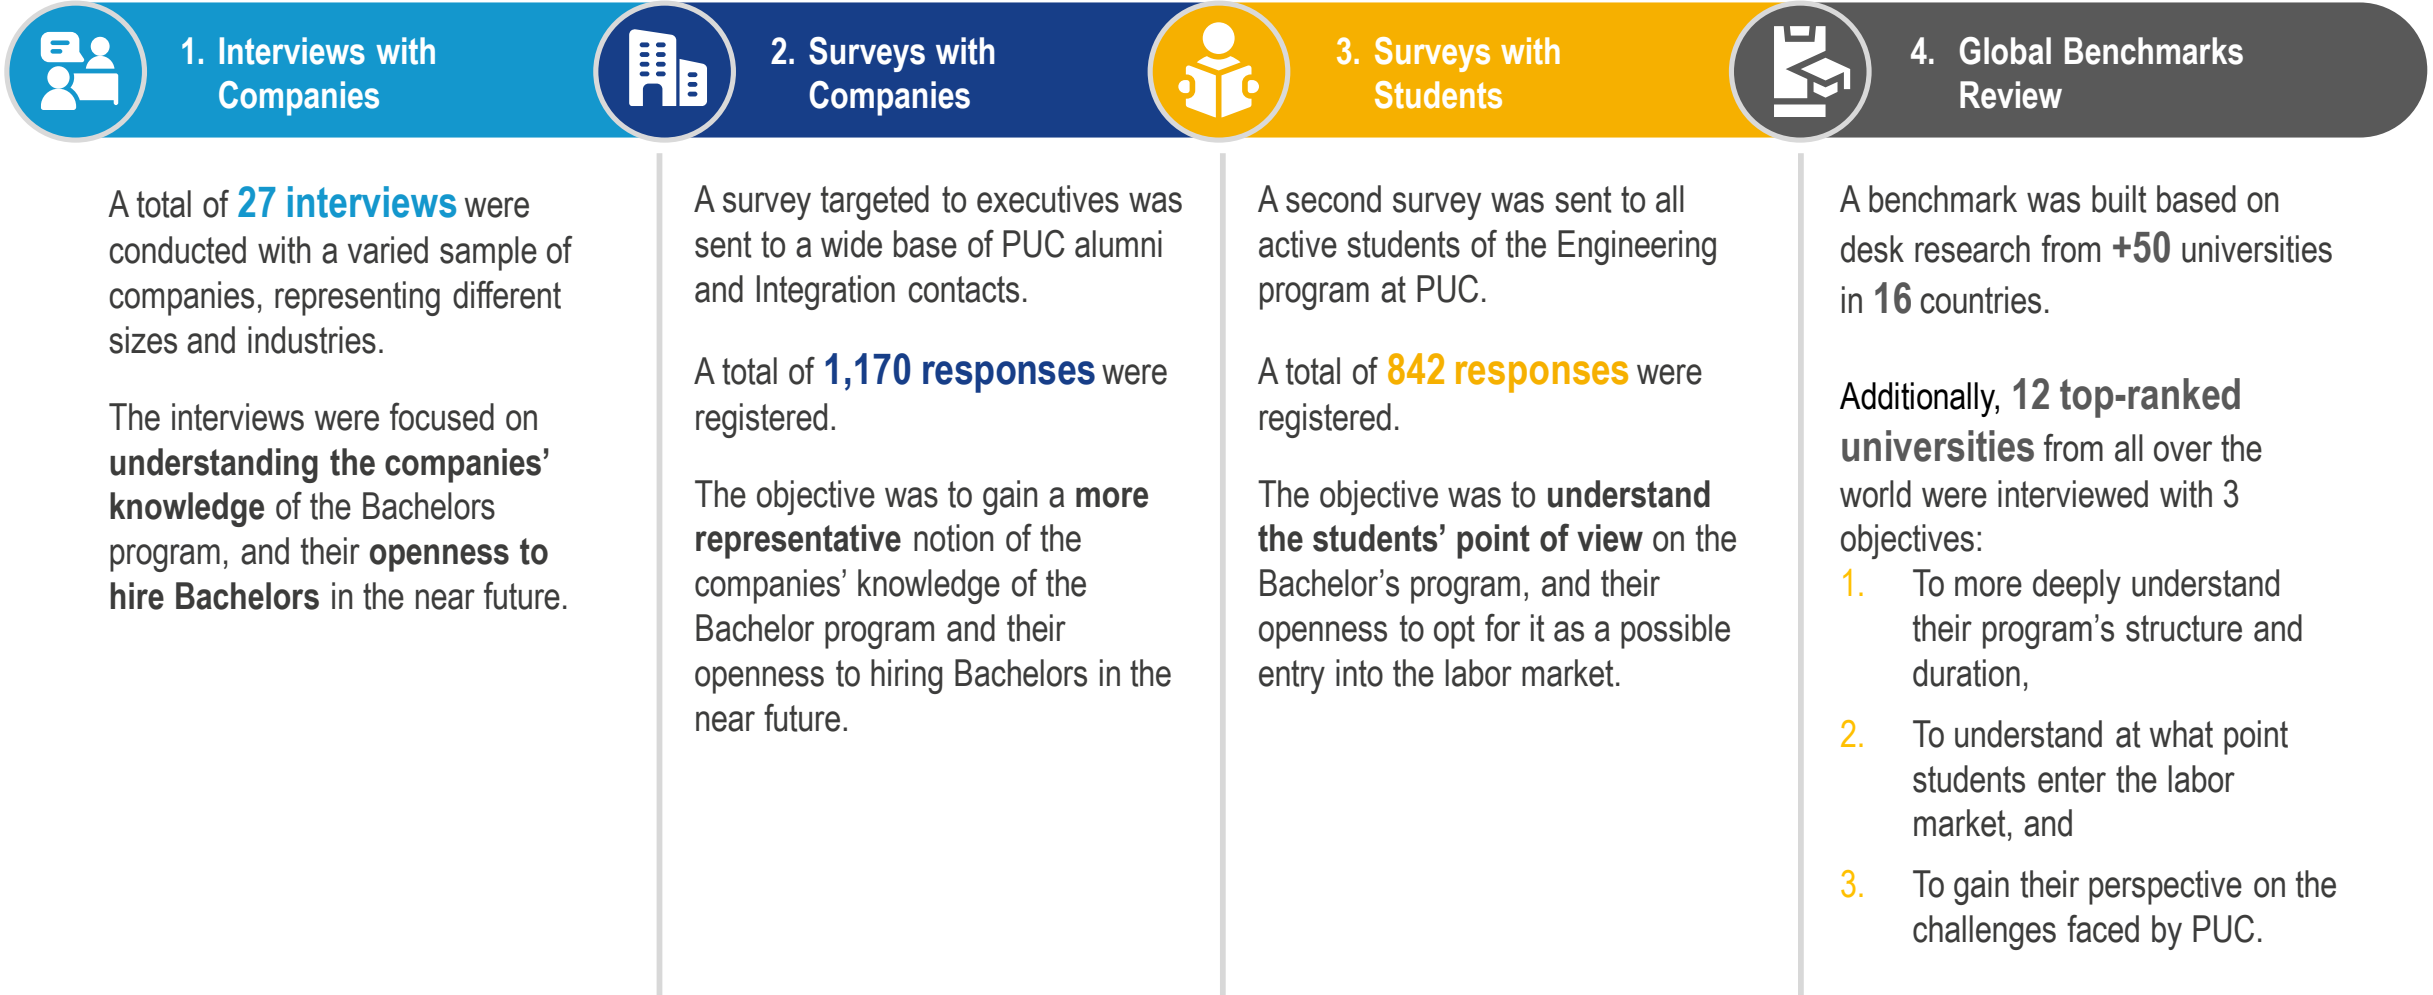 1. Interviews with
Companies
2. Surveys with
Companies
3. Surveys with
Students
4. Global Benchmarks
Review
A total of 27 interviews were
conducted with a varied sample of
companies, representing different
sizes and industries.
The interviews were focused on
understanding the companies’
knowledge of the Bachelors
program, and their openness to
hire Bachelors in the near future.
A survey targeted to executives was
sent to a wide base of PUC alumni
and Integration contacts.
A total of 1,170 responses were
registered.
The objective was to gain a more
representative notion of the
companies’ knowledge of the
Bachelor program and their
openness to hiring Bachelors in the
near future.
A second survey was sent to all
active students of the Engineering
program at PUC.
A total of 842 responses were
registered.
The objective was to understand
the students’ point of view on the
Bachelor’s program, and their
openness to opt for it as a possible
entry into the labor market.
A benchmark was built based on
desk research from +50 universities
in 16 countries.
Additionally, 12 top-ranked
universities from all over the
world were interviewed with 3
objectives:
1. To more deeply understand
their program’s structure and
duration,
2. To understand at what point
students enter the labor
market, and
3. To gain their perspective on the
challenges faced by PUC.